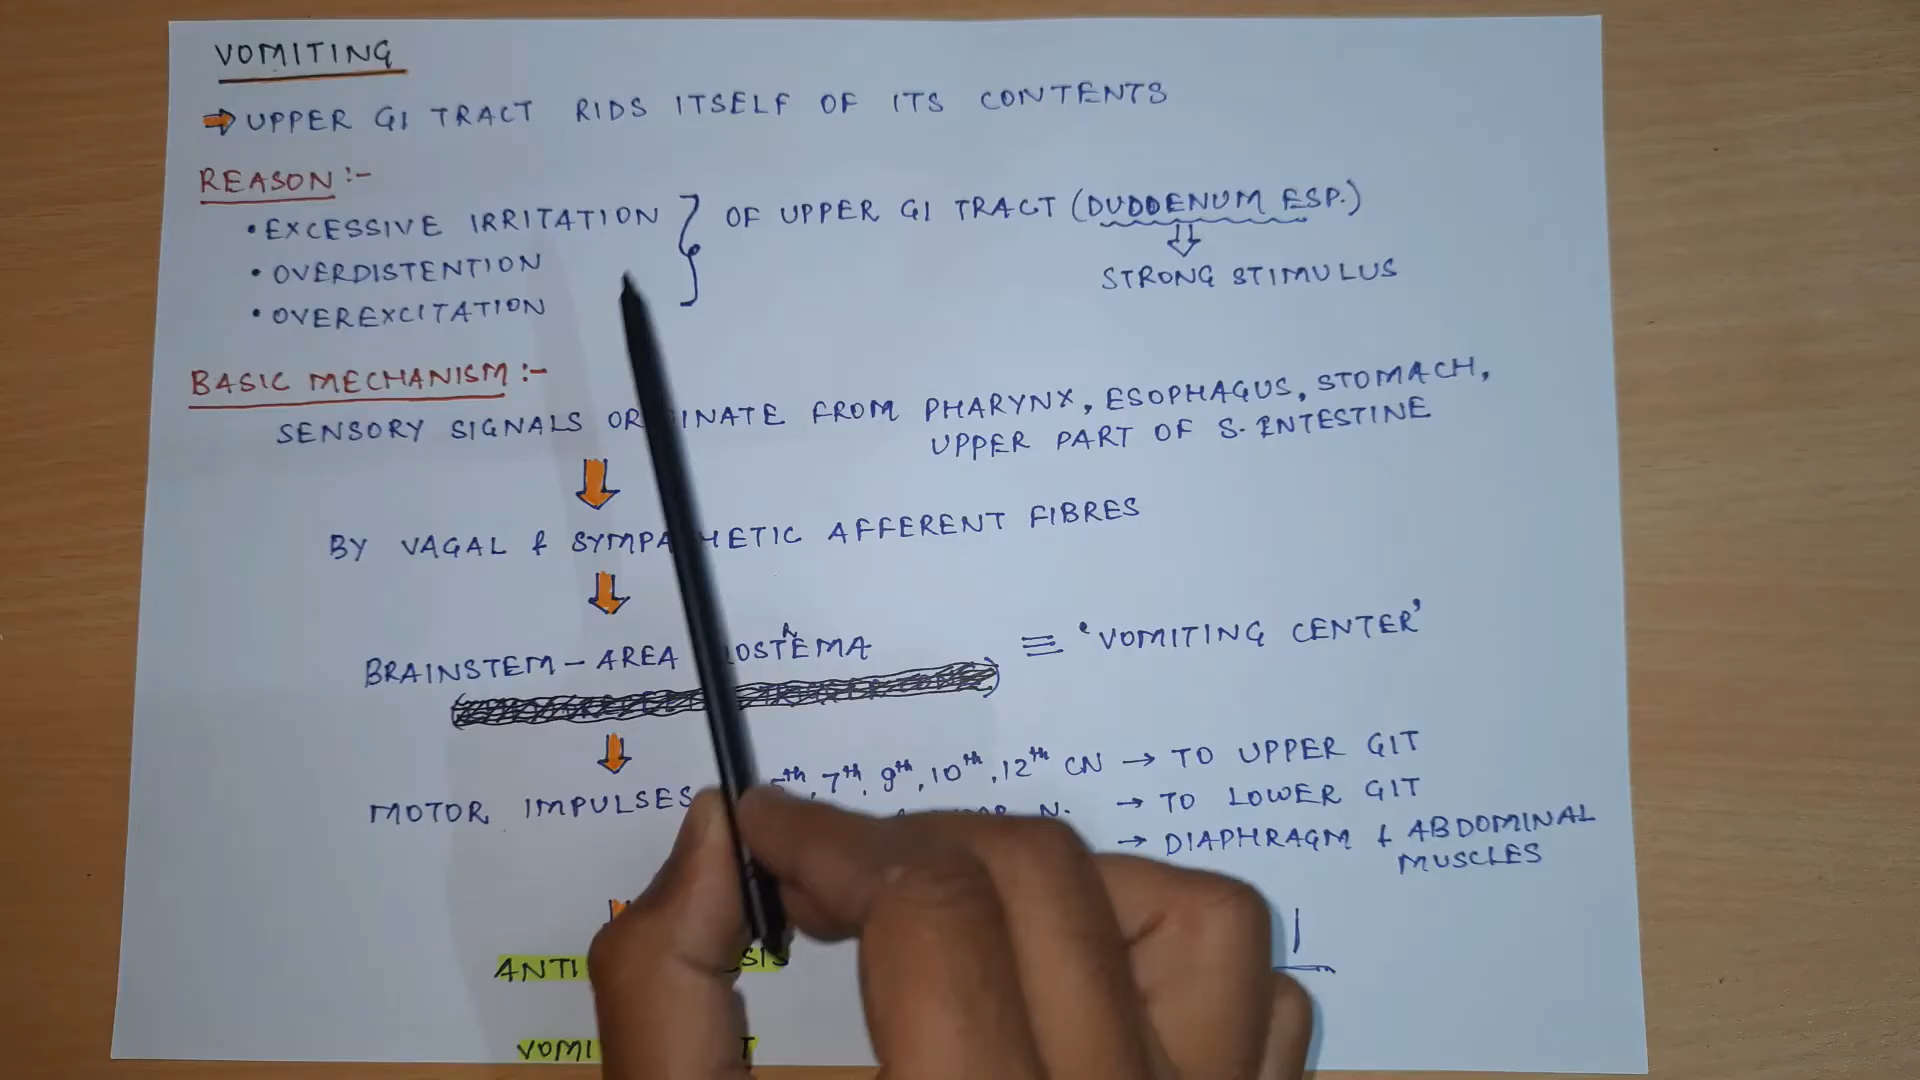 VOMITING
⇒ UPPER GI TRACT RIDS ITSELF OF ITS CONTENTS
REASON :-
• EXCESSIVE IRRITATION } OF UPPER GI TRACT (DUODENUM ESP.)
• OVERDISTENTION
⇓
STRONG STIMULUS
• OVEREXCITATION
BASIC MECHANISM :-
SENSORY SIGNALS OR INATE FROM PHARYNX, ESOPHAGUS, STOMACH,
UPPER PART OF S. INTESTINE
BY VAGAL & SYMPA HETIC AFFERENT FIBRES
BRAINSTEM - AREA OSTREMA ≡ 'VOMITING CENTER'
MOTOR IMPULSES 5th, 7th, 9th, 10th, 12th CN → TO UPPER GIT
N. → TO LOWER GIT
→ DIAPHRAGM & ABDOMINAL
MUSCLES
ANTI SIS
VOMI T